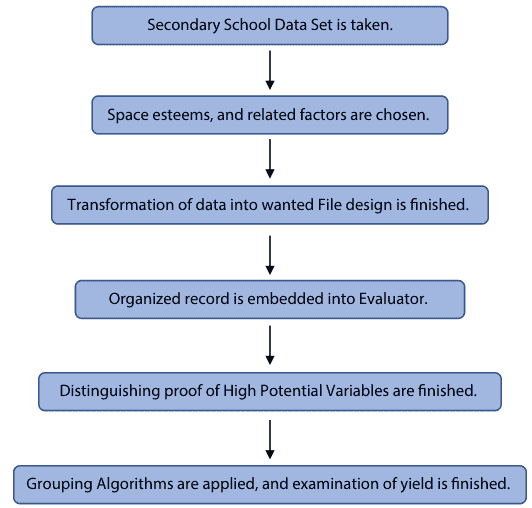 Secondary School Data Set is taken.
Space esteems, and related factors are chosen.
Transformation of data into wanted File design is finished.
Organized record is embedded into Evaluator.
Distinguishing proof of High Potential Variables are finished.
Grouping Algorithms are applied, and examination of yield is finished.